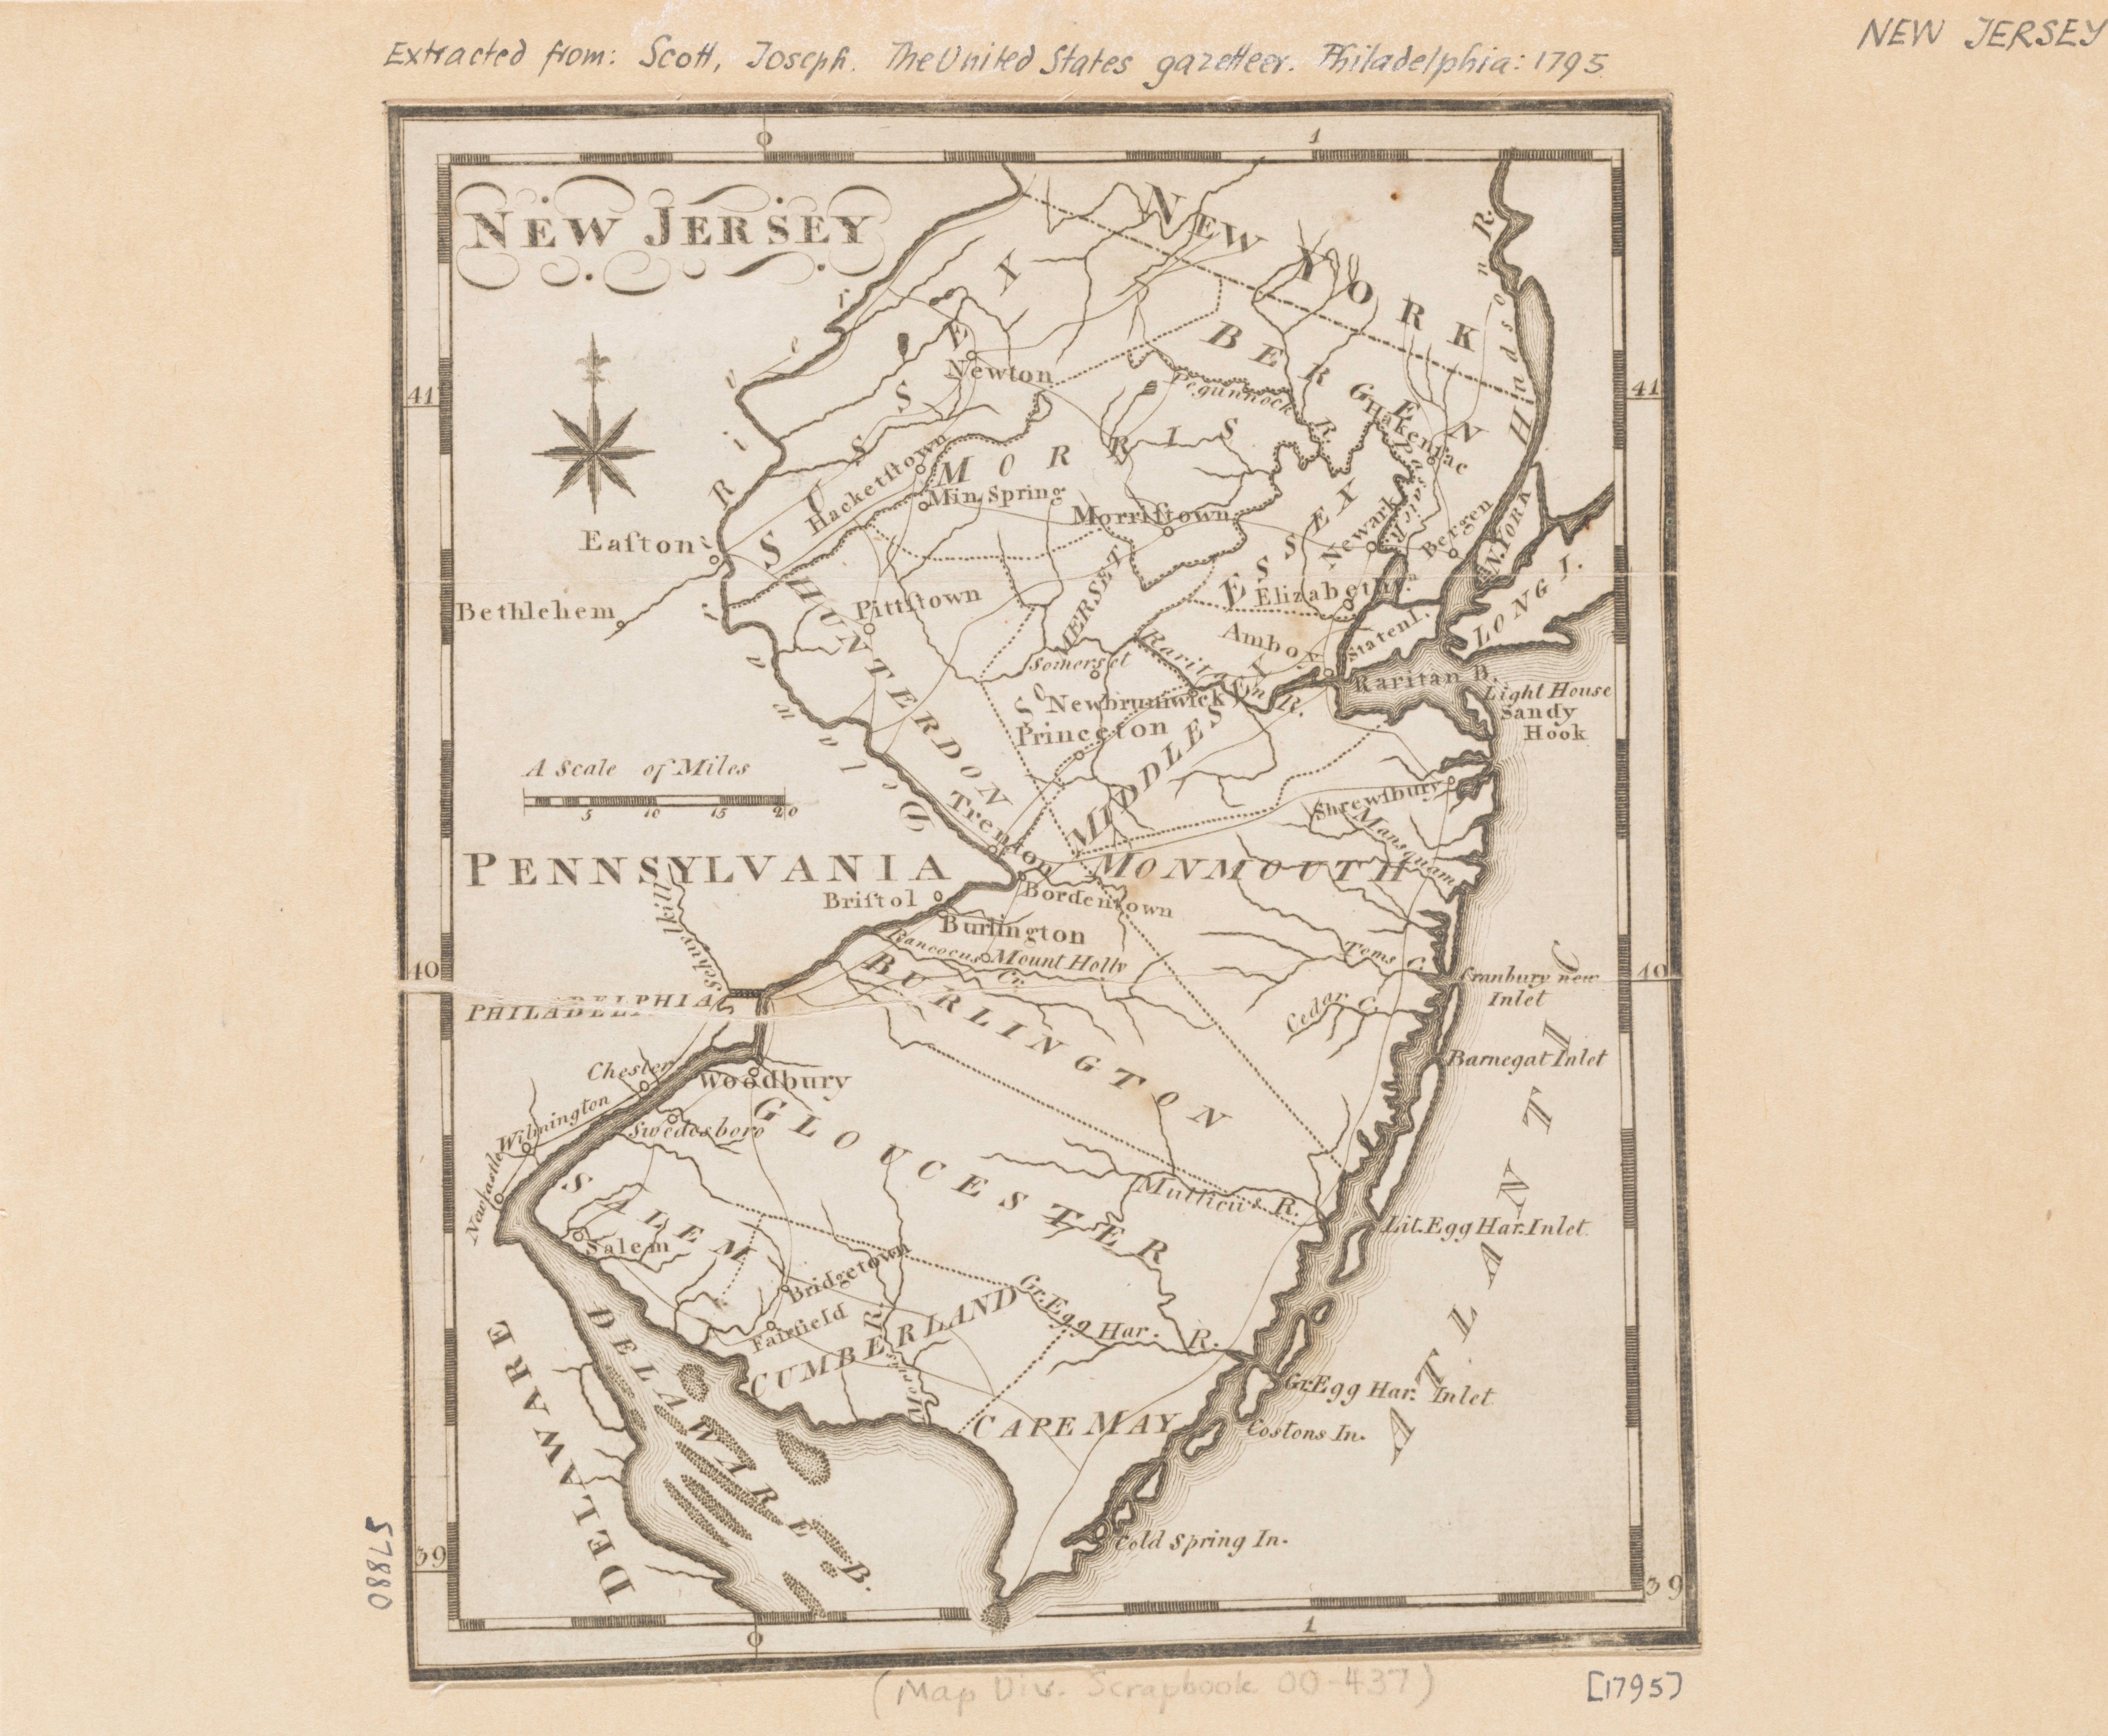 NEW JERSEY
Extracted from: Scott, Joseph. The United States gazetteer. Philadelphia: 1795.
0
1
NEW JERSEY
NEW YORK
Hudson R.
SUSSEX
BERGEN
Newton
Pegunnock R.
41
41
Hakensac
MORRIS
Hacketſtown
Min. Spring
Morriſtown
ESSEX
Newark
Pasaick R.
Bergen
N.YORK
Eaſton
LONG I.
Elizabeth
Bethlehem
Pittſtown
HUNTERDON
SOMERSET
Amboy
Staten I.
Somerset
Raritan R.
Raritan B.
Newbrunſwick
Light House
Sandy
Hook
Princeton
MIDDLESEX
Delaware River
A Scale of Miles
5 10 15 20
Trenton
Shrewſbury
Mansquam
PENNSYLVANIA
MONMOUTH
Schuylkill
Briſtol
Bordentown
Burlington
Rancocus Cr.
Mount Holly
BURLINGTON
Toms C.
40
40
Cranbury new
Inlet
PHILADELPHIA
Cedar C.
Barnegat Inlet
Chester
Woodbury
Wilmington
Swedesboro
GLOUCESTER
Newcastle
SALEM
Mullicus R.
Salem
Lit. Egg Har. Inlet
Bridgetown
Gr. Egg Har. R.
Fairfield
CUMBERLAND
DELAWARE
DELAWARE B.
Gr. Egg Har. Inlet
CAPE MAY
Costons In.
ATLANTIC
Cold Spring In.
39
39
0
1
57880
(Map Div. Scrapbook 00-437)
[1795]